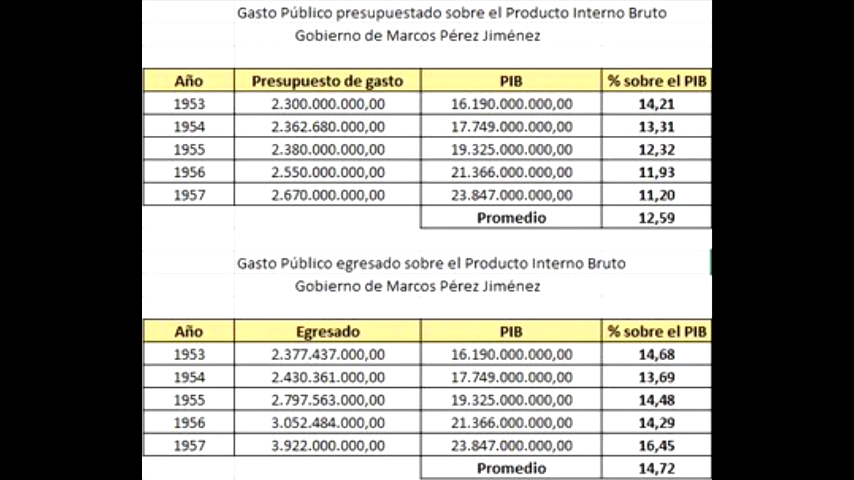 Gasto Público presupuestado sobre el Producto Interno Bruto
Gobierno de Marcos Pérez Jiménez
Año Presupuesto de gasto PIB % sobre el PIB
1953 2.300.000.000,00 16.190.000.000,00 14,21
1954 2.362.680.000,00 17.749.000.000,00 13,31
1955 2.380.000.000,00 19.325.000.000,00 12,32
1956 2.550.000.000,00 21.366.000.000,00 11,93
1957 2.670.000.000,00 23.847.000.000,00 11,20
Promedio 12,59
Gasto Público egresado sobre el Producto Interno Bruto
Gobierno de Marcos Pérez Jiménez
Año Egresado PIB % sobre el PIB
1953 2.377.437.000,00 16.190.000.000,00 14,68
1954 2.430.361.000,00 17.749.000.000,00 13,69
1955 2.797.563.000,00 19.325.000.000,00 14,48
1956 3.052.484.000,00 21.366.000.000,00 14,29
1957 3.922.000.000,00 23.847.000.000,00 16,45
Promedio 14,72